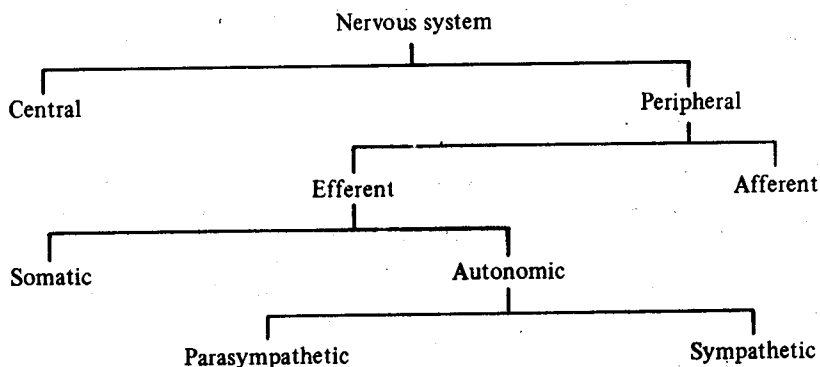 Nervous system
Central
Peripheral
Efferent
Afferent
Somatic
Autonomic
Parasympathetic
Sympathetic